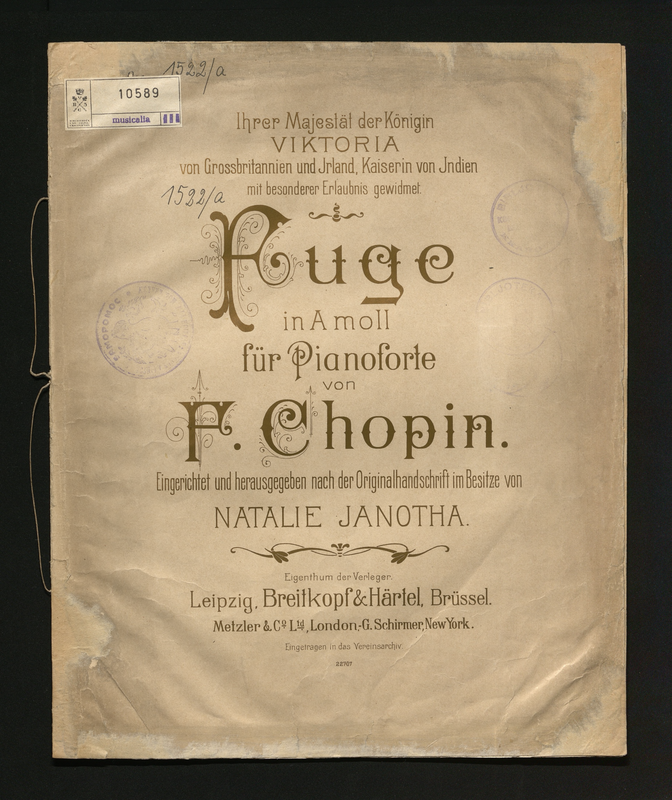 1522/a
10589
musicalia III
Ihrer Majestät der Königin
VIKTORIA
von Grossbritannien und Jrland, Kaiserin von Jndien
mit besonderer Erlaubnis gewidmet.
1522/a
Fuge
in A moll
für Pianoforte
von
F. Chopin.
Eingerichtet und herausgegeben nach der Originalhandschrift im Besitze von
NATALIE JANOTHA.
Eigenthum der Verleger.
Leipzig, Breitkopf & Härtel, Brüssel.
Metzler & Cº Ltd., London,-G. Schirmer, New York.
Eingetragen in das Vereinsarchiv.
22707